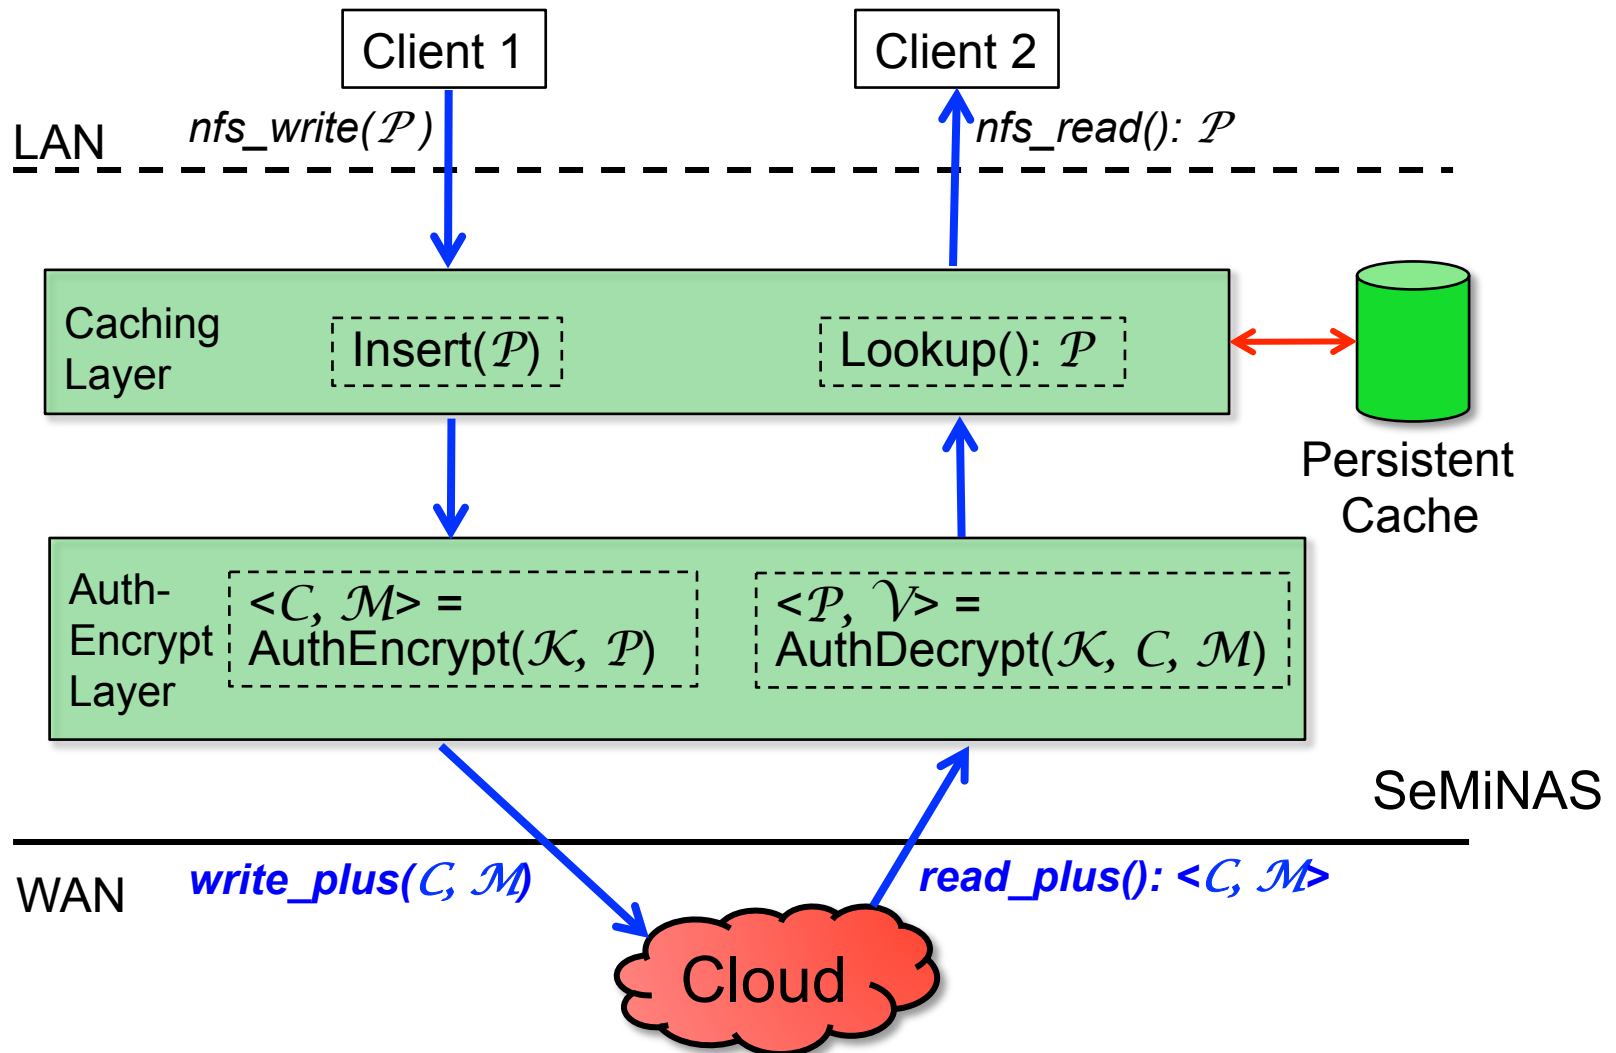 Client 1
Client 2
LAN
nfs_write(𝒫)
nfs_read(): 𝒫
Caching
Layer
Insert(𝒫)
Lookup(): 𝒫
Persistent
Cache
Auth-
Encrypt
Layer
<𝐶, ℳ> =
AuthEncrypt(𝒦, 𝒫)
<𝒫, 𝒱> =
AuthDecrypt(𝒦, 𝐶, ℳ)
SeMiNAS
WAN
write_plus(𝐶, ℳ)
read_plus(): <𝐶, ℳ>
Cloud